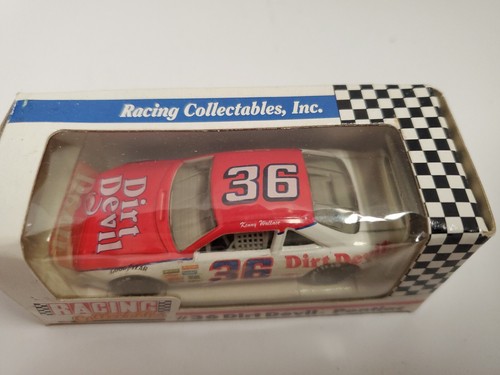 Racing Collectables, Inc.
36
Dirt
Devil
Kenny Wallace
36 Dirt Devil
RACING
#36 Dirt Devil Pontiac